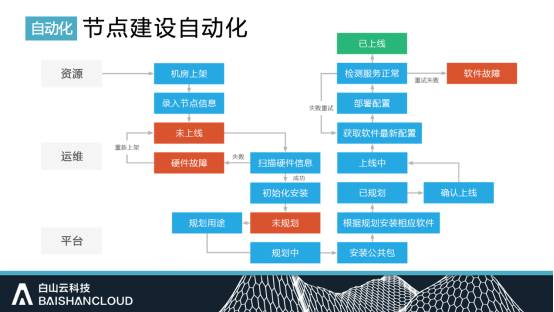 自动化 节点建设自动化
已上线
资源
机房上架
检测服务正常
重试失败
软件故障
录入节点信息
部署配置
失败重试
未上线
获取软件最新配置
重新上架
运维
硬件故障
失败
扫描硬件信息
上线中
成功
初始化安装
已规划
确认上线
规划用途
未规划
根据规划安装相应软件
平台
规划中
安装公共包
白山云科技
BAISHANCLOUD